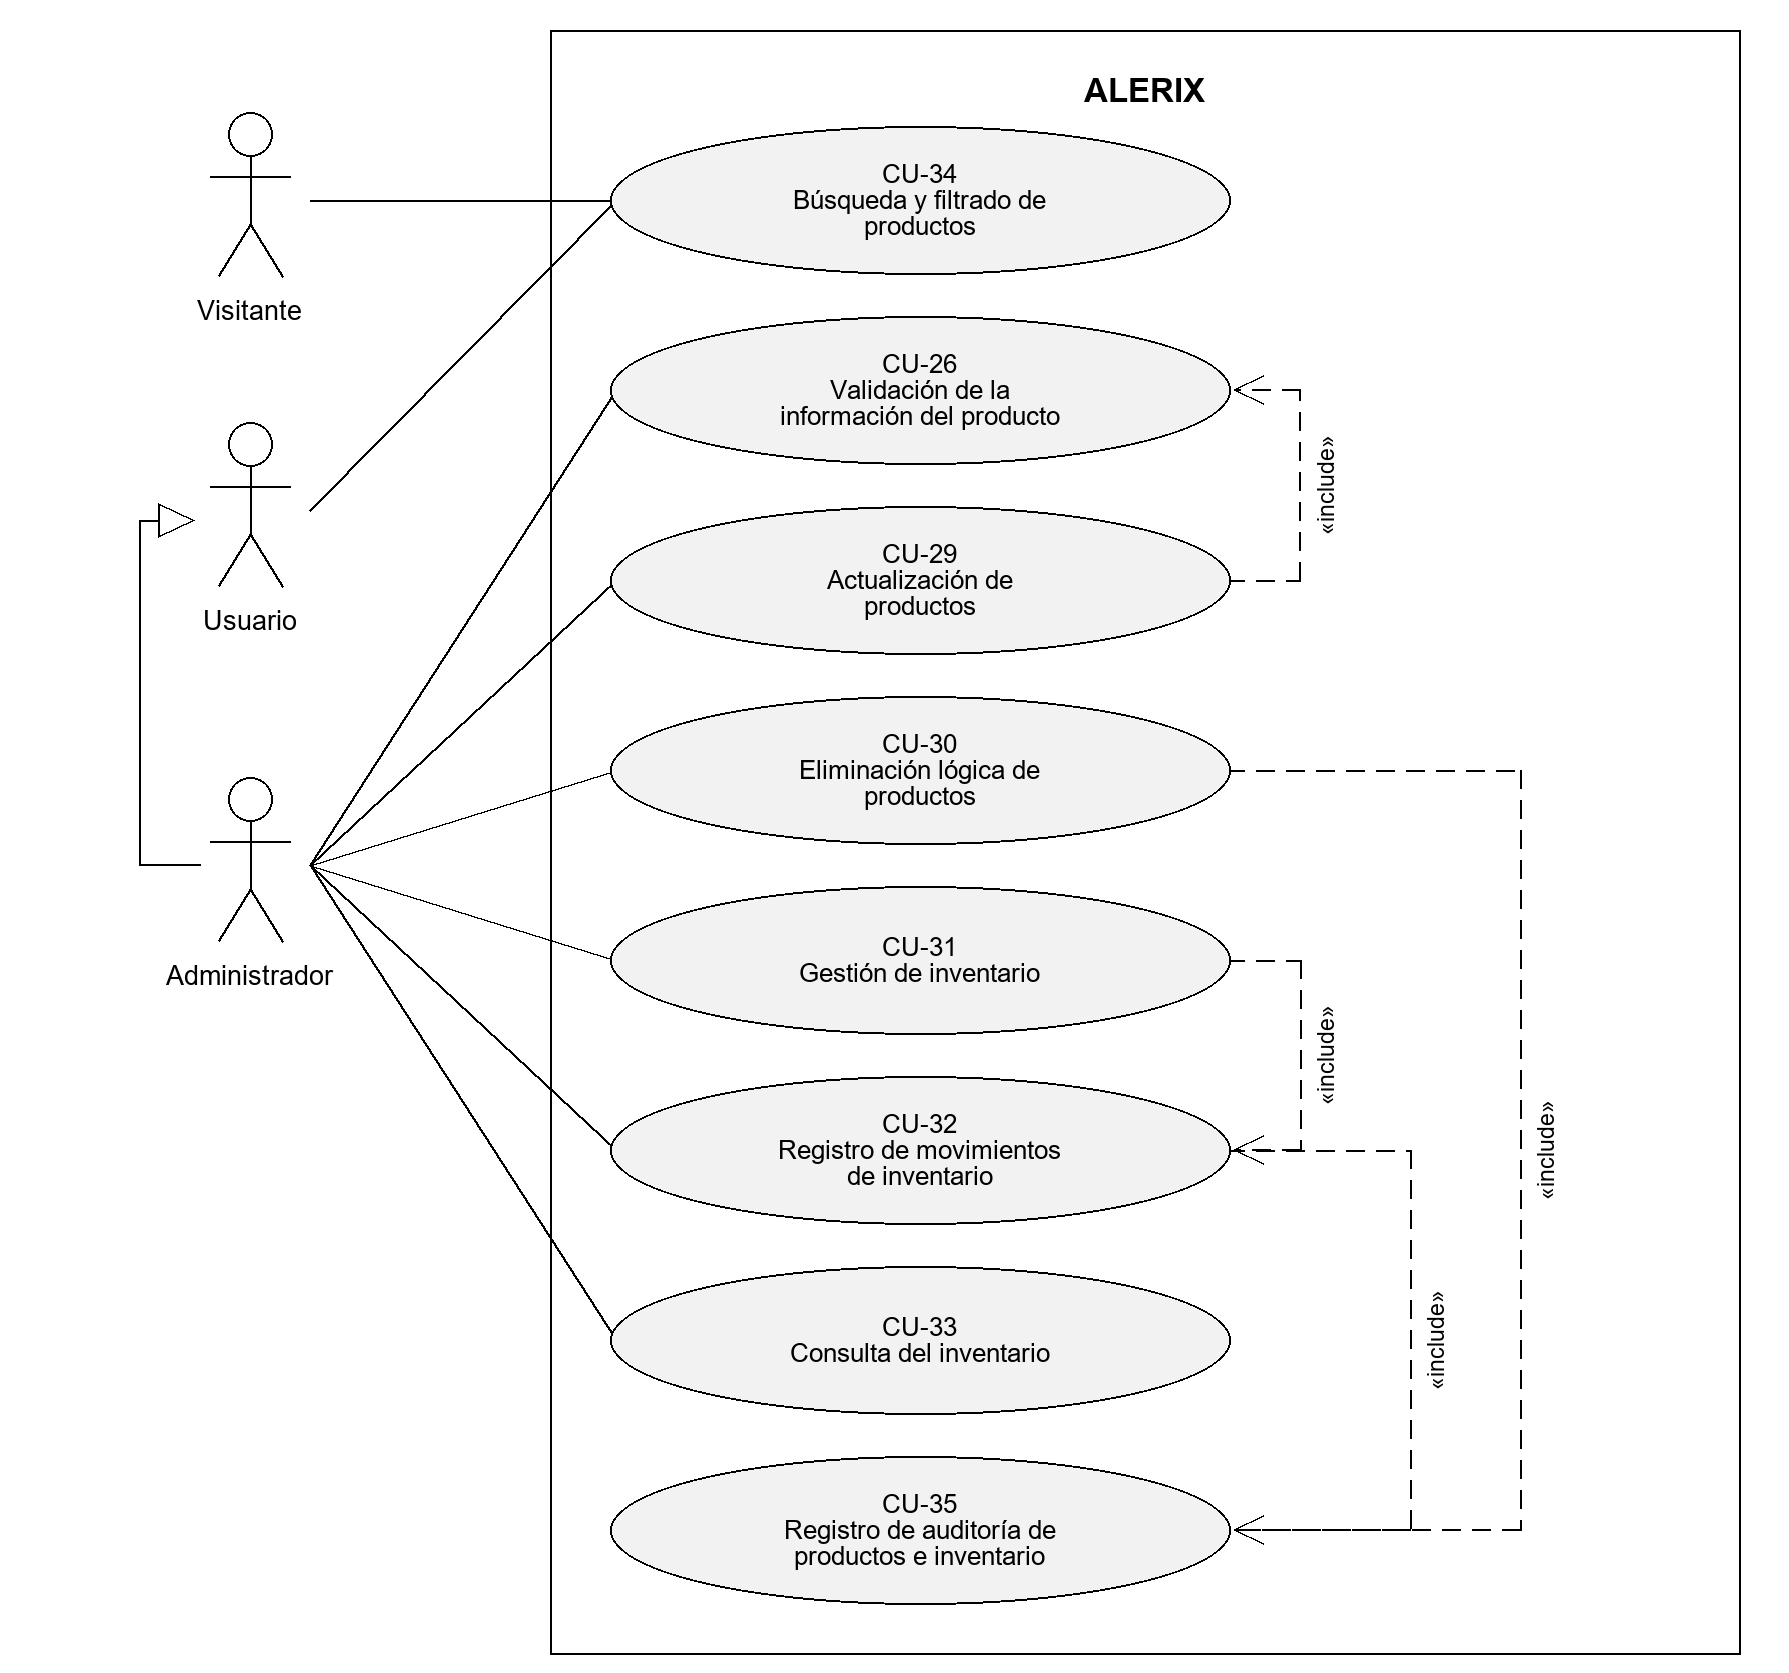 ALERIX
Visitante
Usuario
Administrador
CU-34
Búsqueda y filtrado de
productos
CU-26
Validación de la
información del producto
«include»
CU-29
Actualización de
productos
CU-30
Eliminación lógica de
productos
CU-31
Gestión de inventario
«include»
CU-32
Registro de movimientos
de inventario
«include»
CU-33
Consulta del inventario
«include»
CU-35
Registro de auditoría de
productos e inventario